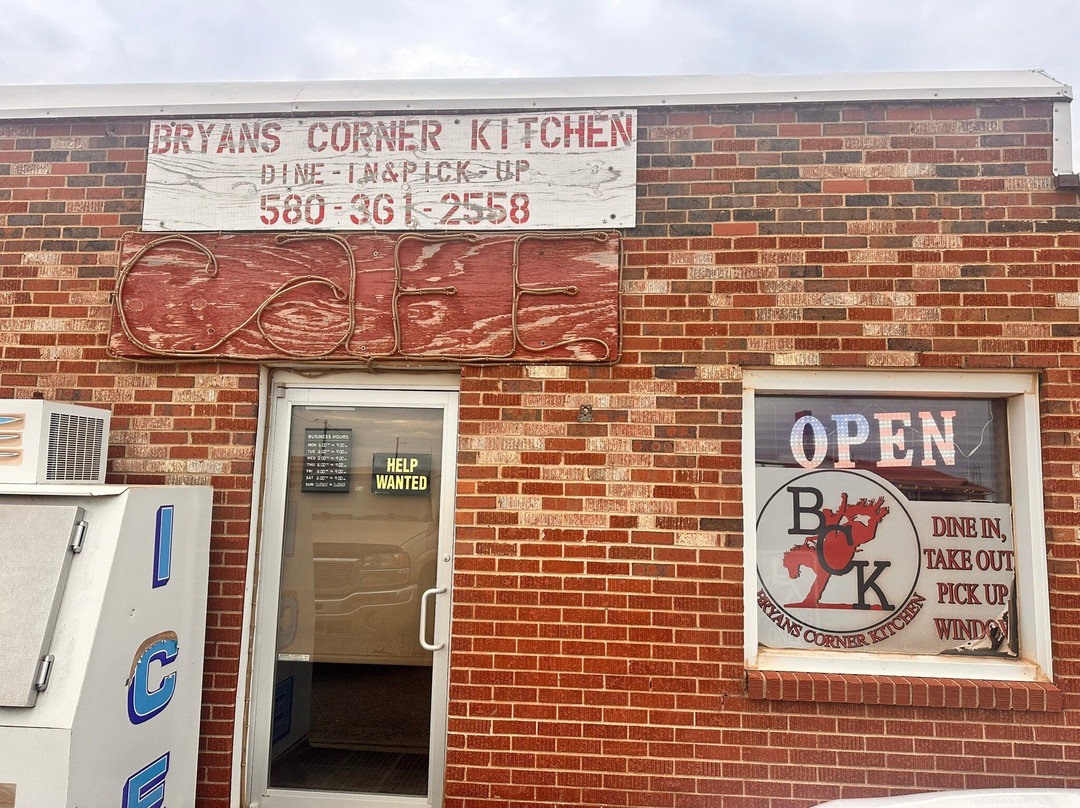 BRYANS CORNER KITCHEN
DINE-IN&PICK-UP
580-361-2558
CAFE
BUSINESS HOURS
HELP
WANTED
OPEN
BCK
BRYANS CORNER KITCHEN
DINE IN,
TAKE OUT
PICK UP
WINDOW
ICE